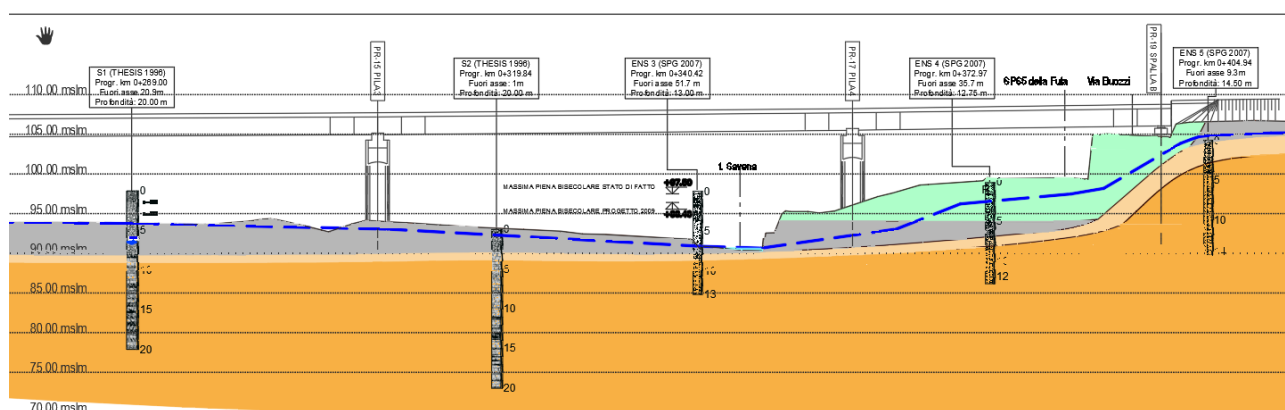 S1 (THESIS 1996)
Progr. km 0+269.00
Fuori asse 20.9m
Profondità: 20.00 m
PR-15 PILA 3
S2 (THESIS 1996)
Progr. km 0+319.84
Fuori asse: 1m
Profondità: 20.00 m
ENS 3 (SPG 2007)
Progr. km 0+340.42
Fuori asse 51.7 m
Profondità: 13.00 m
PR-17 PILA 4
ENS 4 (SPG 2007)
Progr. km 0+372.97
Fuori asse 35.7 m
Profondità: 12.75 m
SP65 della Futa
PR-19 SPALLA B
ENS 5 (SPG 2007)
Progr. km 0+404.94
Fuori asse 9.3 m
Profondità: 14.50 m
110.00 mslm
105.00 mslm
100.00 mslm
95.00 mslm
90.00 mslm
85.00 mslm
80.00 mslm
75.00 mslm
70.00 mslm
MASSIMA PIENA BISECOLARE STATO DI FATTO
MASSIMA PIENA BISECOLARE PROGETTO 2009
t. Savena
0
5
15
20
0
5
10
15
20
0
5
13
0
5
12
5
10